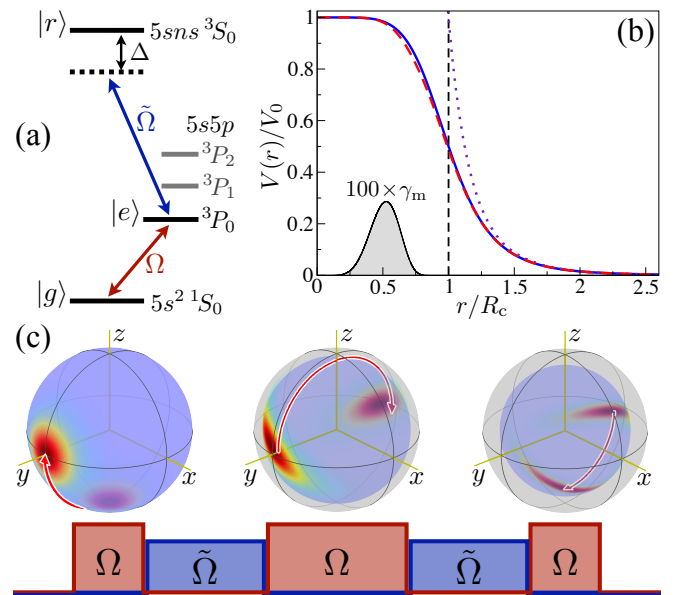 (a)
|r⟩ 5sns ³S₀
Δ
Ω̃
5s5p
³P₂
³P₁
|e⟩ ³P₀
Ω
|g⟩ 5s² ¹S₀
(b)
V(r)/V₀
1
0.8
0.6
0.4
0.2
0
100×γₘ
0 0.5 1 1.5 2 2.5
r/R_c
(c)
z z z
y x y x y x
Ω Ω̃ Ω Ω̃ Ω